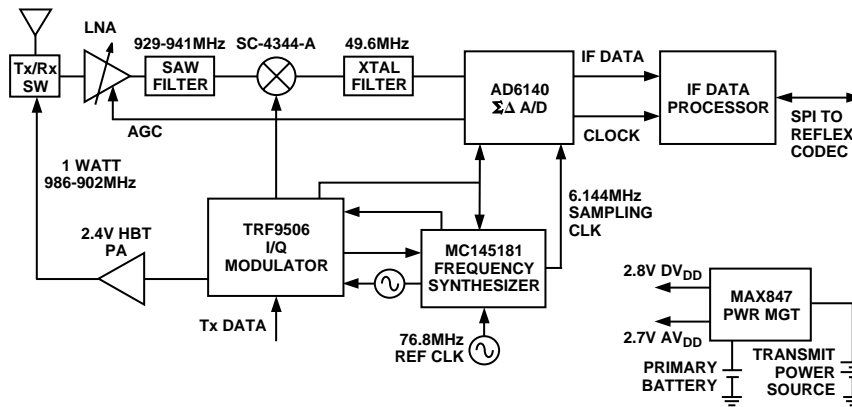 LNA
929-941MHz
SC-4344-A
49.6MHz
Tx/Rx
SW
SAW
FILTER
XTAL
FILTER
AD6140
ΣΔ A/D
IF DATA
CLOCK
IF DATA
PROCESSOR
SPI TO
REFLEX
CODEC
AGC
1 WATT
986-902MHz
6.144MHz
SAMPLING
CLK
2.4V HBT
PA
TRF9506
I/Q
MODULATOR
MC145181
FREQUENCY
SYNTHESIZER
Tx DATA
76.8MHz
REF CLK
2.8V DVDD
2.7V AVDD
MAX847
PWR MGT
PRIMARY
BATTERY
TRANSMIT
POWER
SOURCE